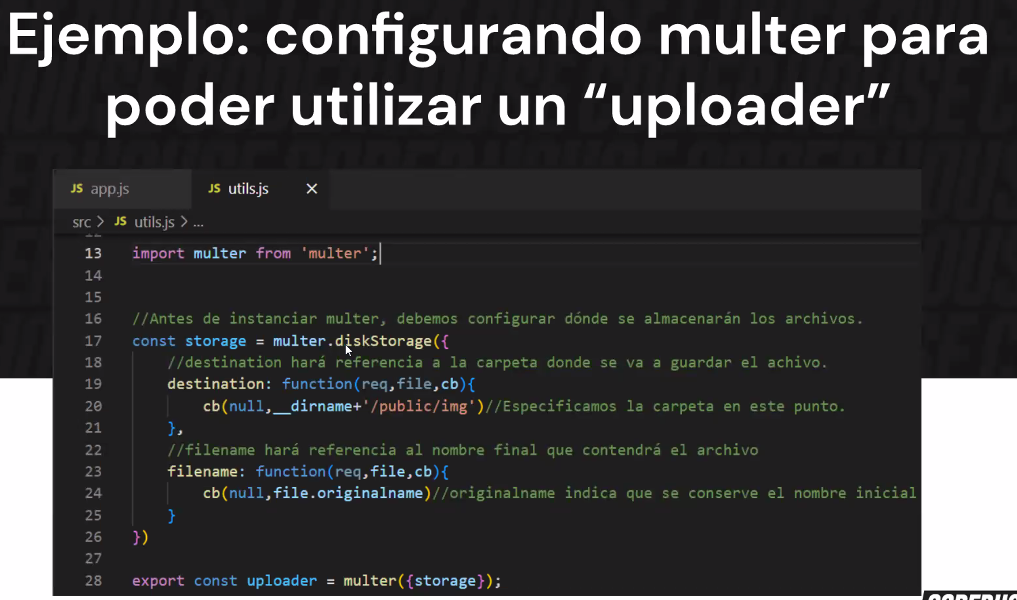 Ejemplo: configurando multer para
poder utilizar un “uploader”
JS app.js JS utils.js ×
src > JS utils.js > ...
13 import multer from 'multer';
14
15
16 //Antes de instanciar multer, debemos configurar dónde se almacenarán los archivos.
17 const storage = multer.diskStorage({
18 //destination hará referencia a la carpeta donde se va a guardar el achivo.
19 destination: function(req,file,cb){
20 cb(null,__dirname+'/public/img')//Especificamos la carpeta en este punto.
21 },
22 //filename hará referencia al nombre final que contendrá el archivo
23 filename: function(req,file,cb){
24 cb(null,file.originalname)//originalname indica que se conserve el nombre inicial
25 }
26 })
27
28 export const uploader = multer({storage});